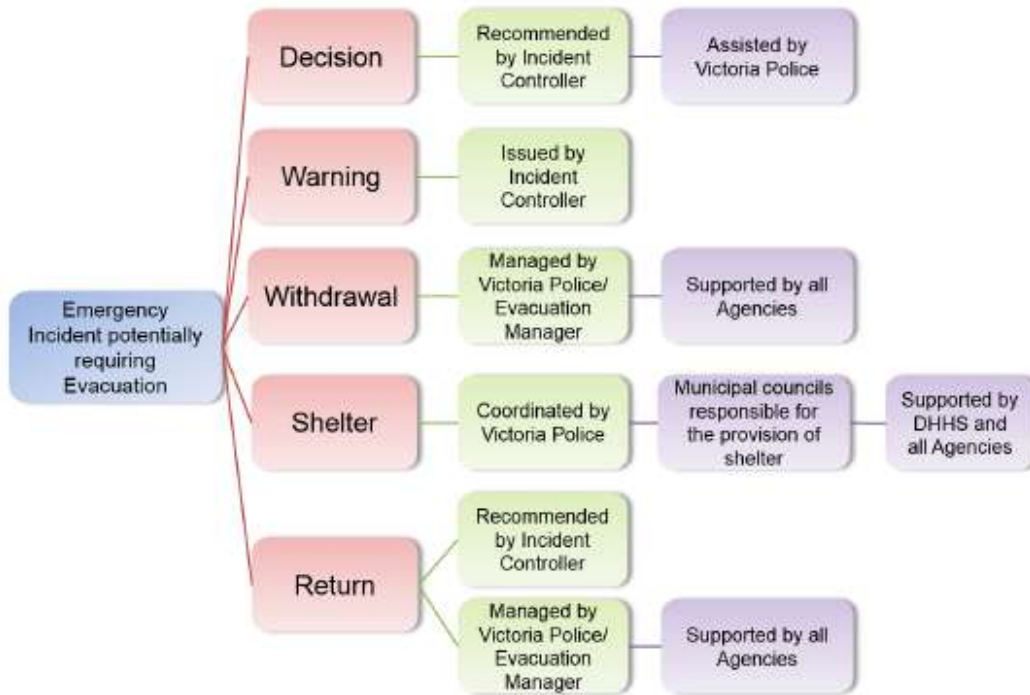 Decision
Recommended
by Incident
Controller
Assisted by
Victoria Police
Warning
Issued by
Incident
Controller
Emergency
Incident potentially
requiring
Evacuation
Withdrawal
Managed by
Victoria Police/
Evacuation
Manager
Supported by all
Agencies
Shelter
Coordinated by
Victoria Police
Municipal councils
responsible for
the provision of
shelter
Supported by
DHHS and
all Agencies
Return
Recommended
by Incident
Controller
Managed by
Victoria Police/
Evacuation
Manager
Supported by all
Agencies